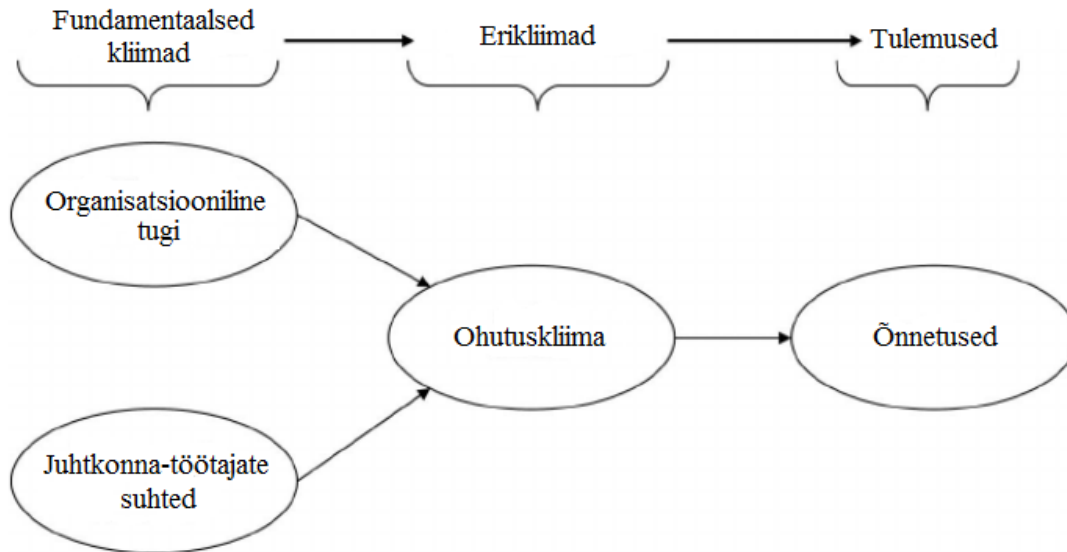 Fundamentaalsed
kliimad
Erikliimad
Tulemused
Organisatsiooniline
tugi
Ohutuskliima
Õnnetused
Juhtkonna-töötajate
suhted